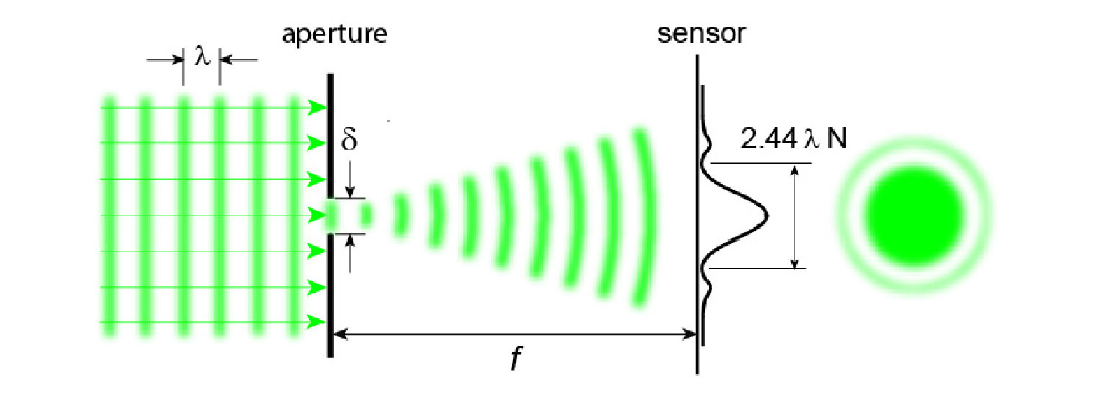 aperture
sensor
λ
δ
2.44 λ N
f